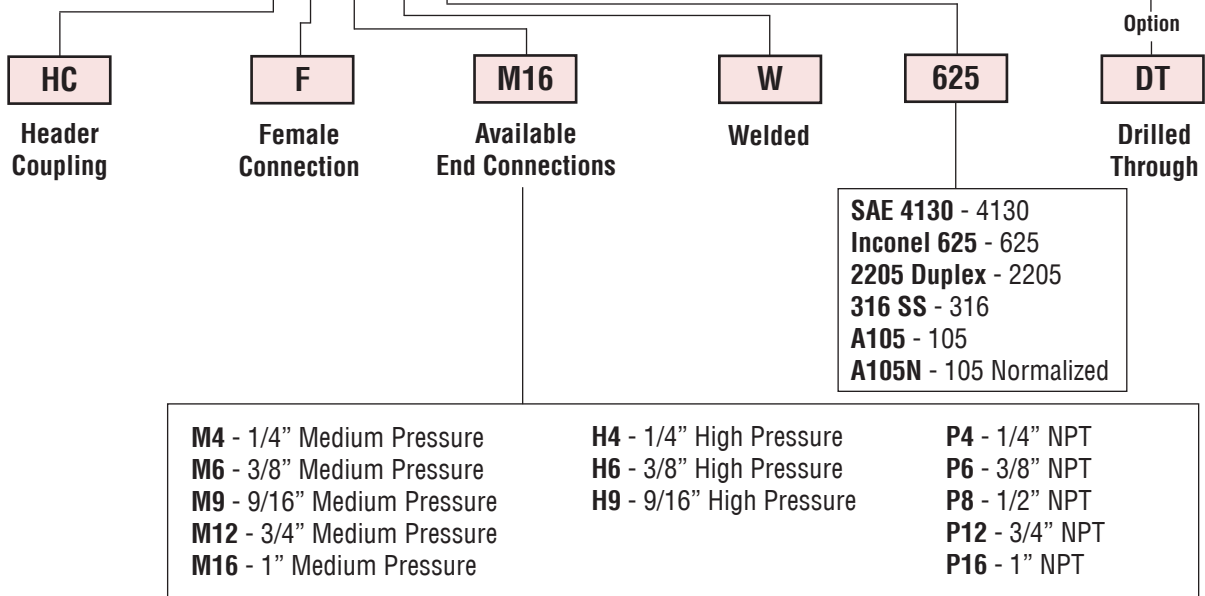 Option
HC
F
M16
W
625
DT
Header
Coupling
Female
Connection
Available
End Connections
Welded
Drilled
Through
SAE 4130 - 4130
Inconel 625 - 625
2205 Duplex - 2205
316 SS - 316
A105 - 105
A105N - 105 Normalized
M4 - 1/4” Medium Pressure
M6 - 3/8” Medium Pressure
M9 - 9/16” Medium Pressure
M12 - 3/4” Medium Pressure
M16 - 1” Medium Pressure
H4 - 1/4” High Pressure
H6 - 3/8” High Pressure
H9 - 9/16” High Pressure
P4 - 1/4” NPT
P6 - 3/8” NPT
P8 - 1/2” NPT
P12 - 3/4” NPT
P16 - 1” NPT